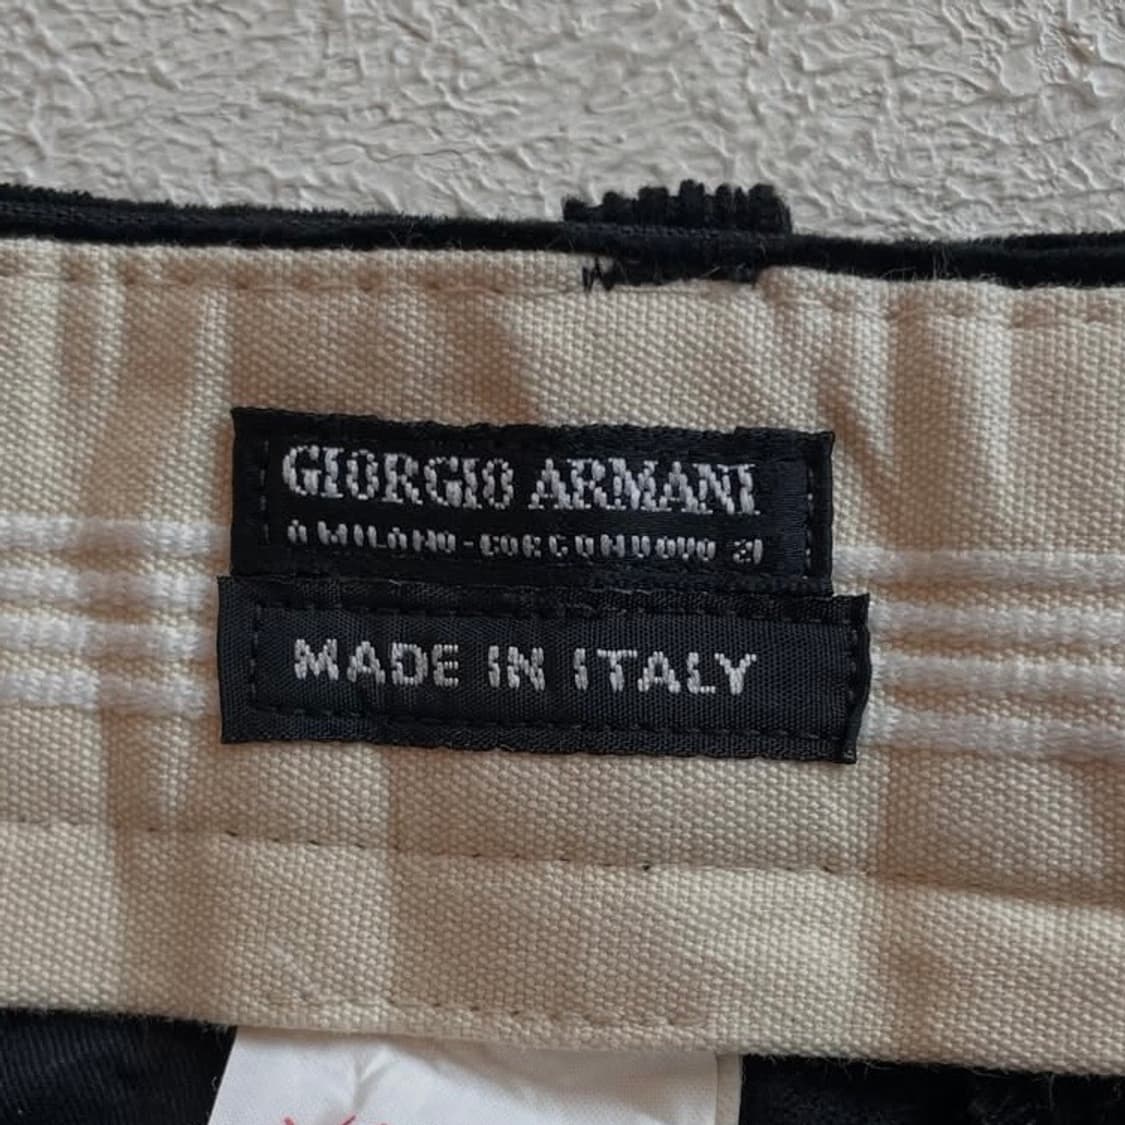 GIORGIO ARMANI
A MILANO-BORGONUOVO 21
MADE IN ITALY